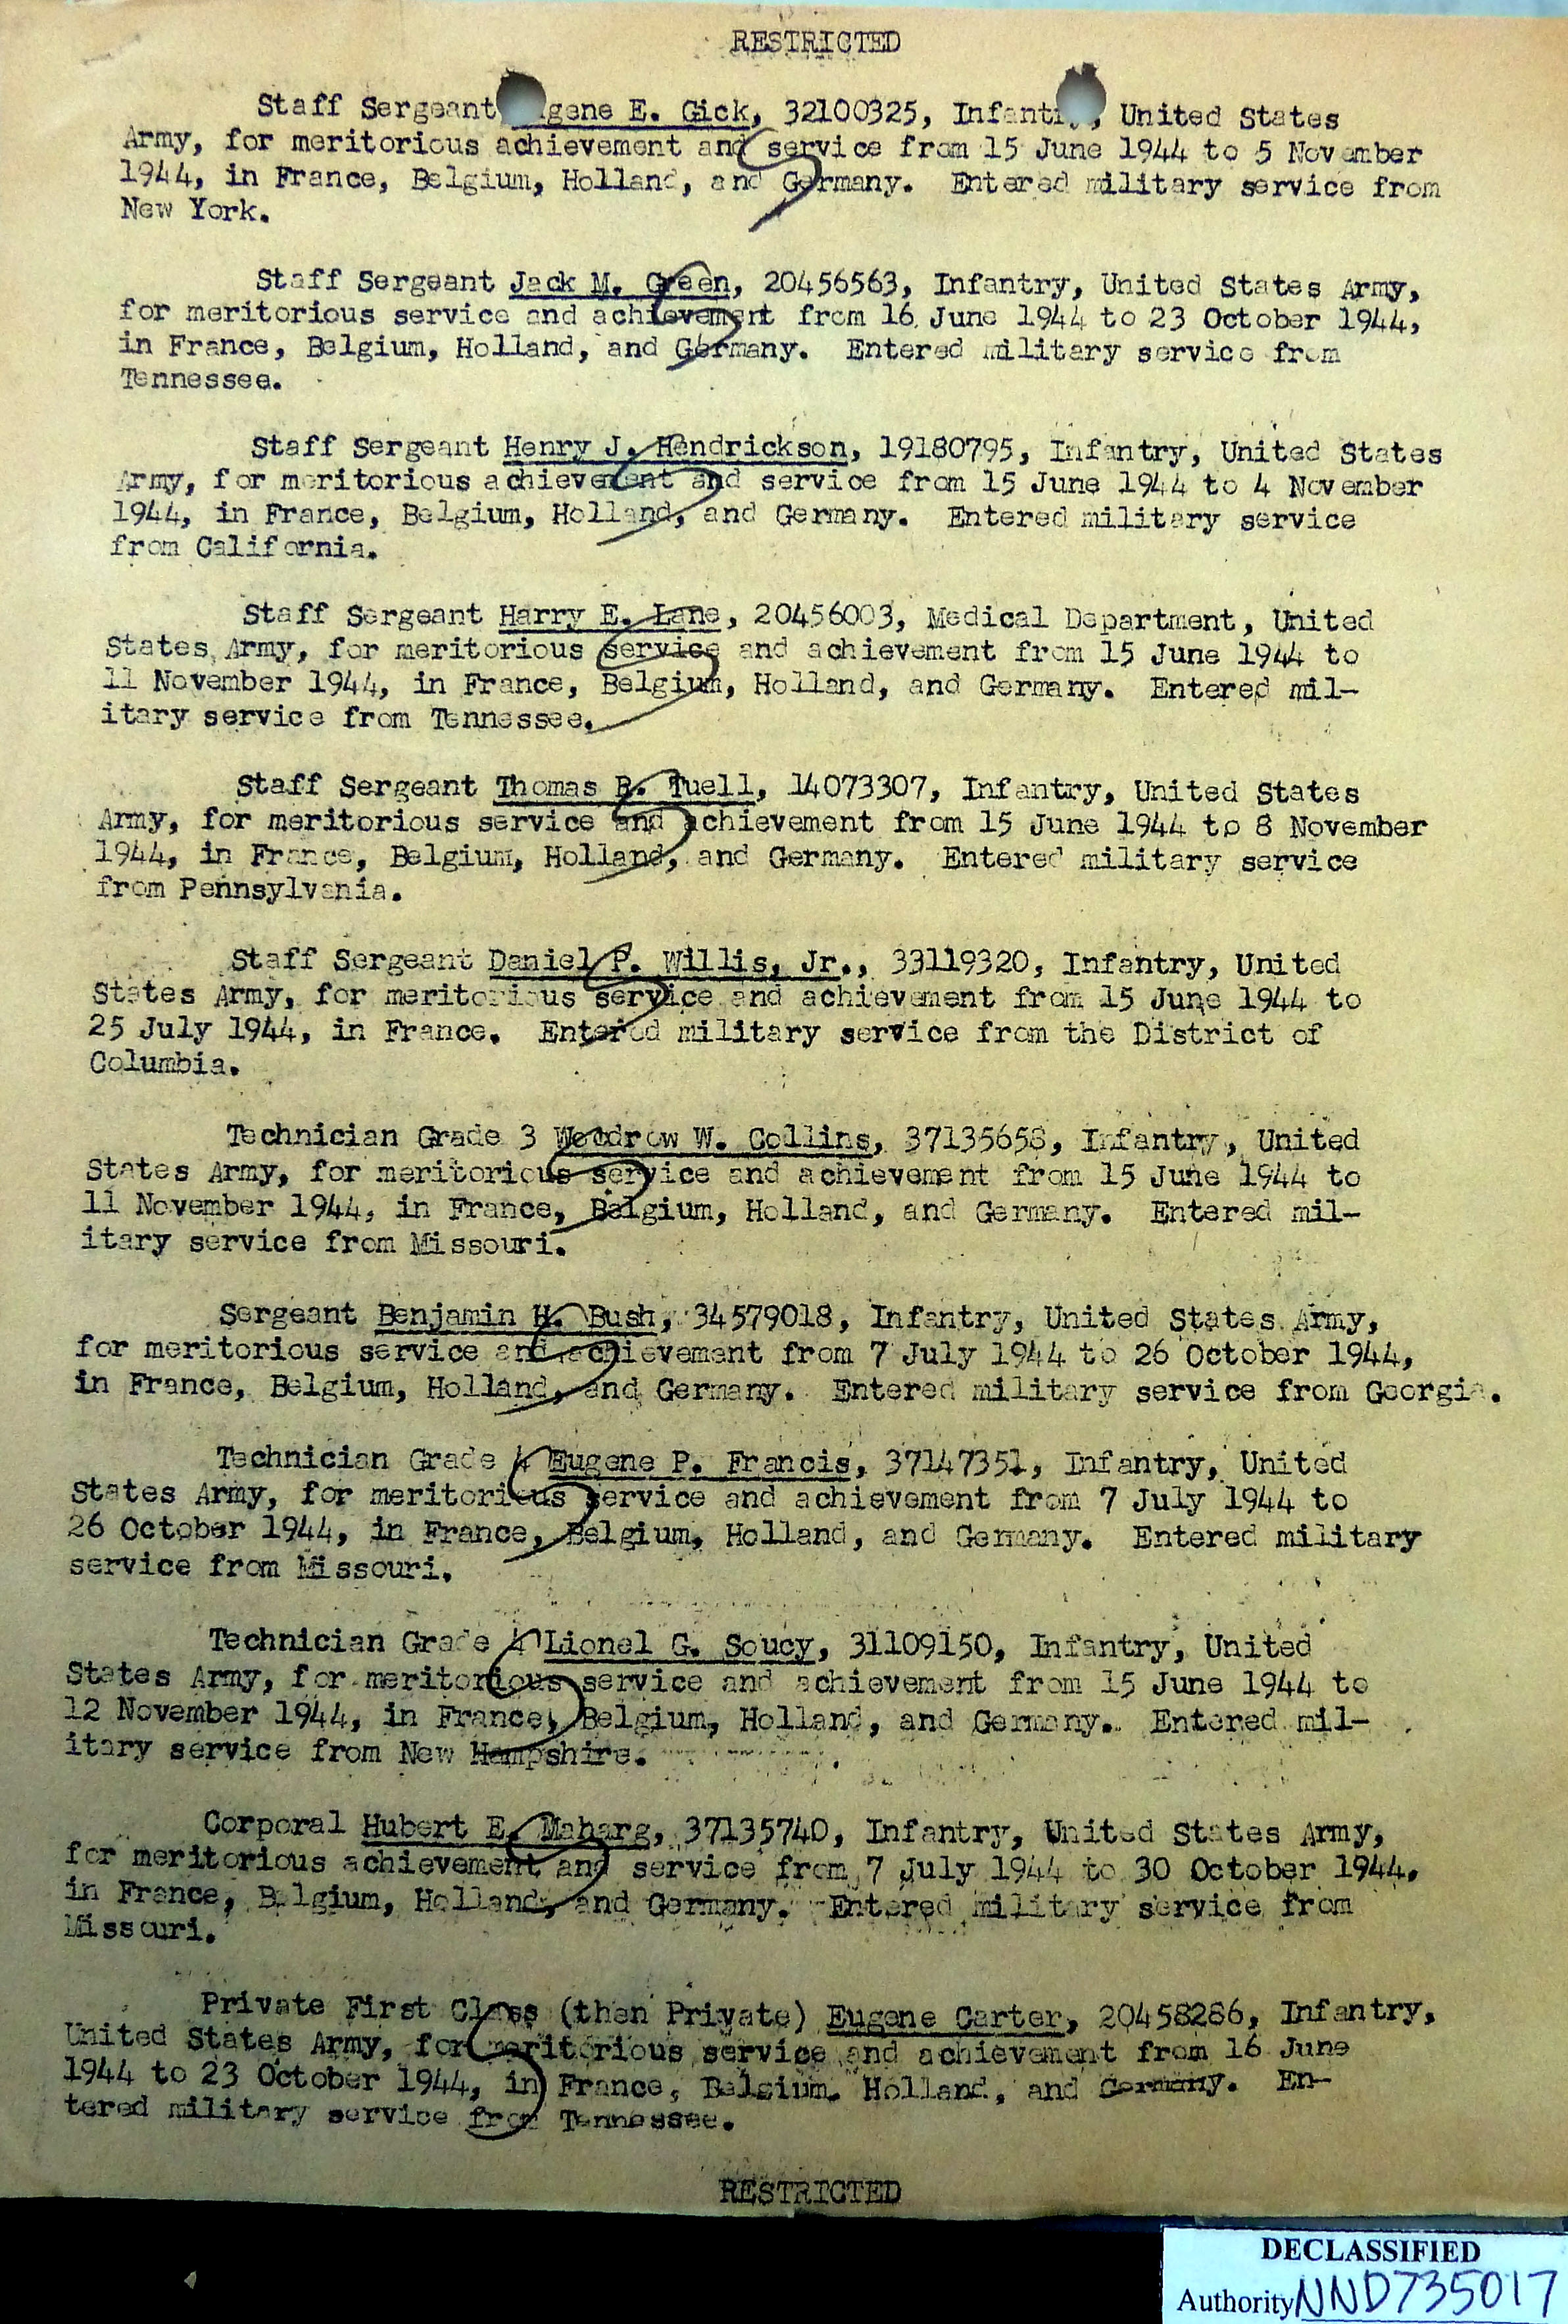 RESTRICTED
Staff Sergeant gene E. Gick, 32100325, Infant , United States
Army, for meritorious achievement and service from 15 June 1944 to 5 November
1944, in France, Belgium, Holland, and Germany. Entered military service from
New York.
Staff Sergeant Jack M. Green, 20456563, Infantry, United States Army,
for meritorious service and achievement from 16 June 1944 to 23 October 1944,
in France, Belgium, Holland, and Germany. Entered military service from
Tennessee.
Staff Sergeant Henry J. Hendrickson, 19180795, Infantry, United States
Army, for meritorious achievement and service from 15 June 1944 to 4 November
1944, in France, Belgium, Holland, and Germany. Entered military service
from California.
Staff Sergeant Harry E. Lane, 20456003, Medical Department, United
States Army, for meritorious service and achievement from 15 June 1944 to
11 November 1944, in France, Belgium, Holland, and Germany. Entered mil-
itary service from Tennessee.
Staff Sergeant Thomas B. Tuell, 14073307, Infantry, United States
Army, for meritorious service and achievement from 15 June 1944 to 8 November
1944, in France, Belgium, Holland, and Germany. Entered military service
from Pennsylvania.
Staff Sergeant Daniel P. Willis, Jr., 33119320, Infantry, United
States Army, for meritorious service and achievement from 15 June 1944 to
25 July 1944, in France. Entered military service from the District of
Columbia.
Technician Grade 3 Woodrow W. Collins, 37135658, Infantry, United
States Army, for meritorious service and achievement from 15 June 1944 to
11 November 1944, in France, Belgium, Holland, and Germany. Entered mil-
itary service from Missouri.
Sergeant Benjamin H. Bush, 34579018, Infantry, United States Army,
for meritorious service and achievement from 7 July 1944 to 26 October 1944,
in France, Belgium, Holland, and Germany. Entered military service from Georgia.
Technician Grade 4 Eugene P. Francis, 37147351, Infantry, United
States Army, for meritorious service and achievement from 7 July 1944 to
26 October 1944, in France, Belgium, Holland, and Germany. Entered military
service from Missouri.
Technician Grade 4 Lionel G. Soucy, 31109150, Infantry, United
States Army, for meritorious service and achievement from 15 June 1944 to
12 November 1944, in France, Belgium, Holland, and Germany. Entered mil-
itary service from New Hampshire.
Corporal Hubert E. Maharg, 37135740, Infantry, United States Army,
for meritorious achievement and service from 7 July 1944 to 30 October 1944,
in France, Belgium, Holland, and Germany. Entered military service from
Missouri.
Private First Class (then Private) Eugene Carter, 20458286, Infantry,
United States Army, for meritorious service and achievement from 16 June
1944 to 23 October 1944, in France, Belgium, Holland, and Germany. En-
tered military service from Tennessee.
RESTRICTED
DECLASSIFIED
Authority NND735017